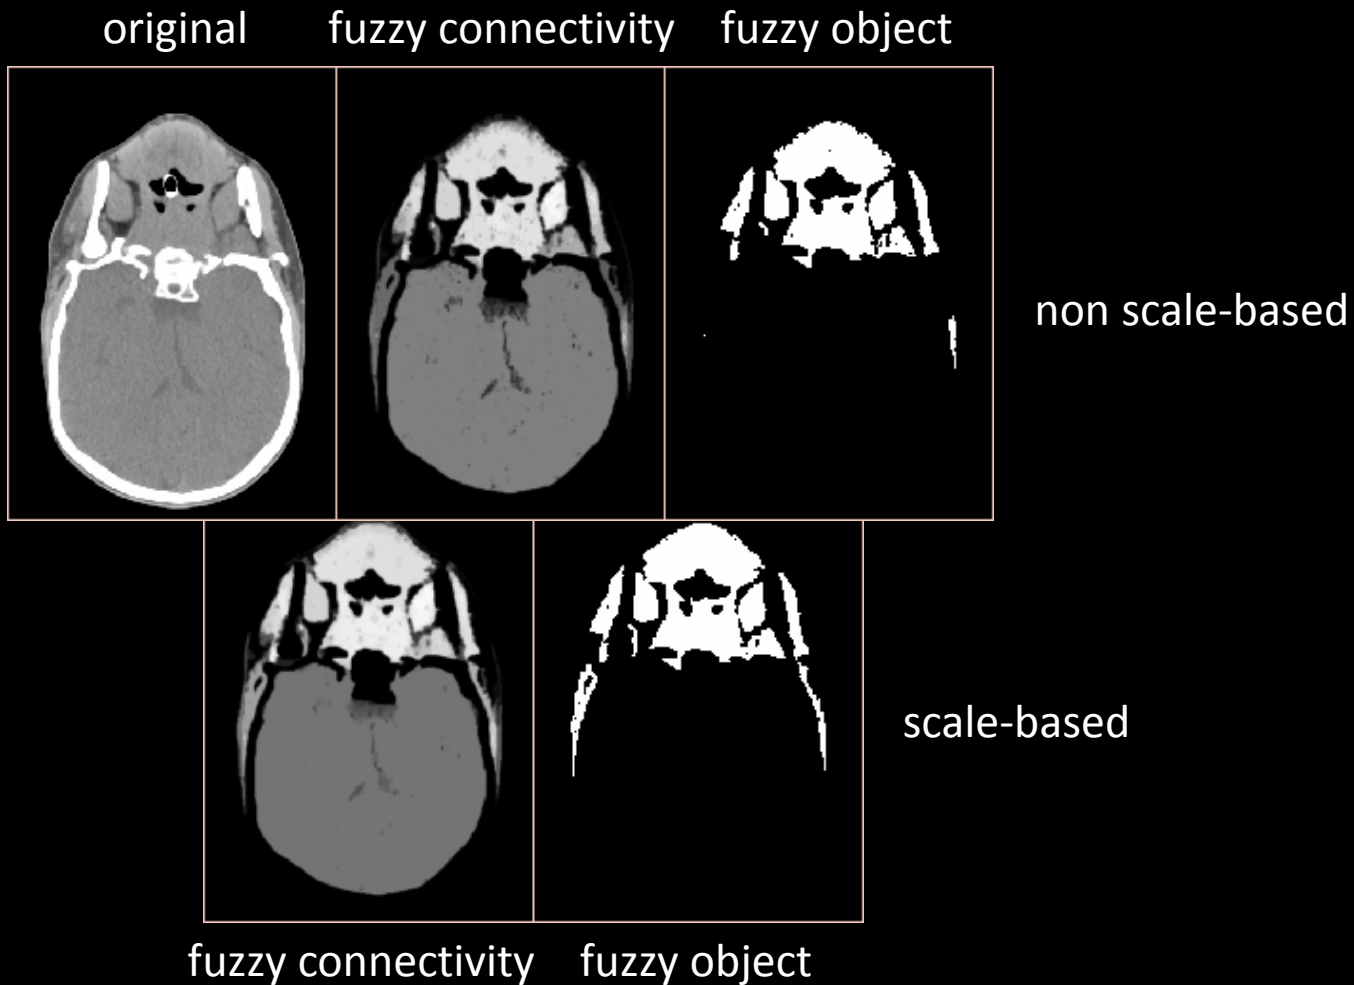 original
fuzzy connectivity
fuzzy object
non scale-based
scale-based
fuzzy connectivity
fuzzy object